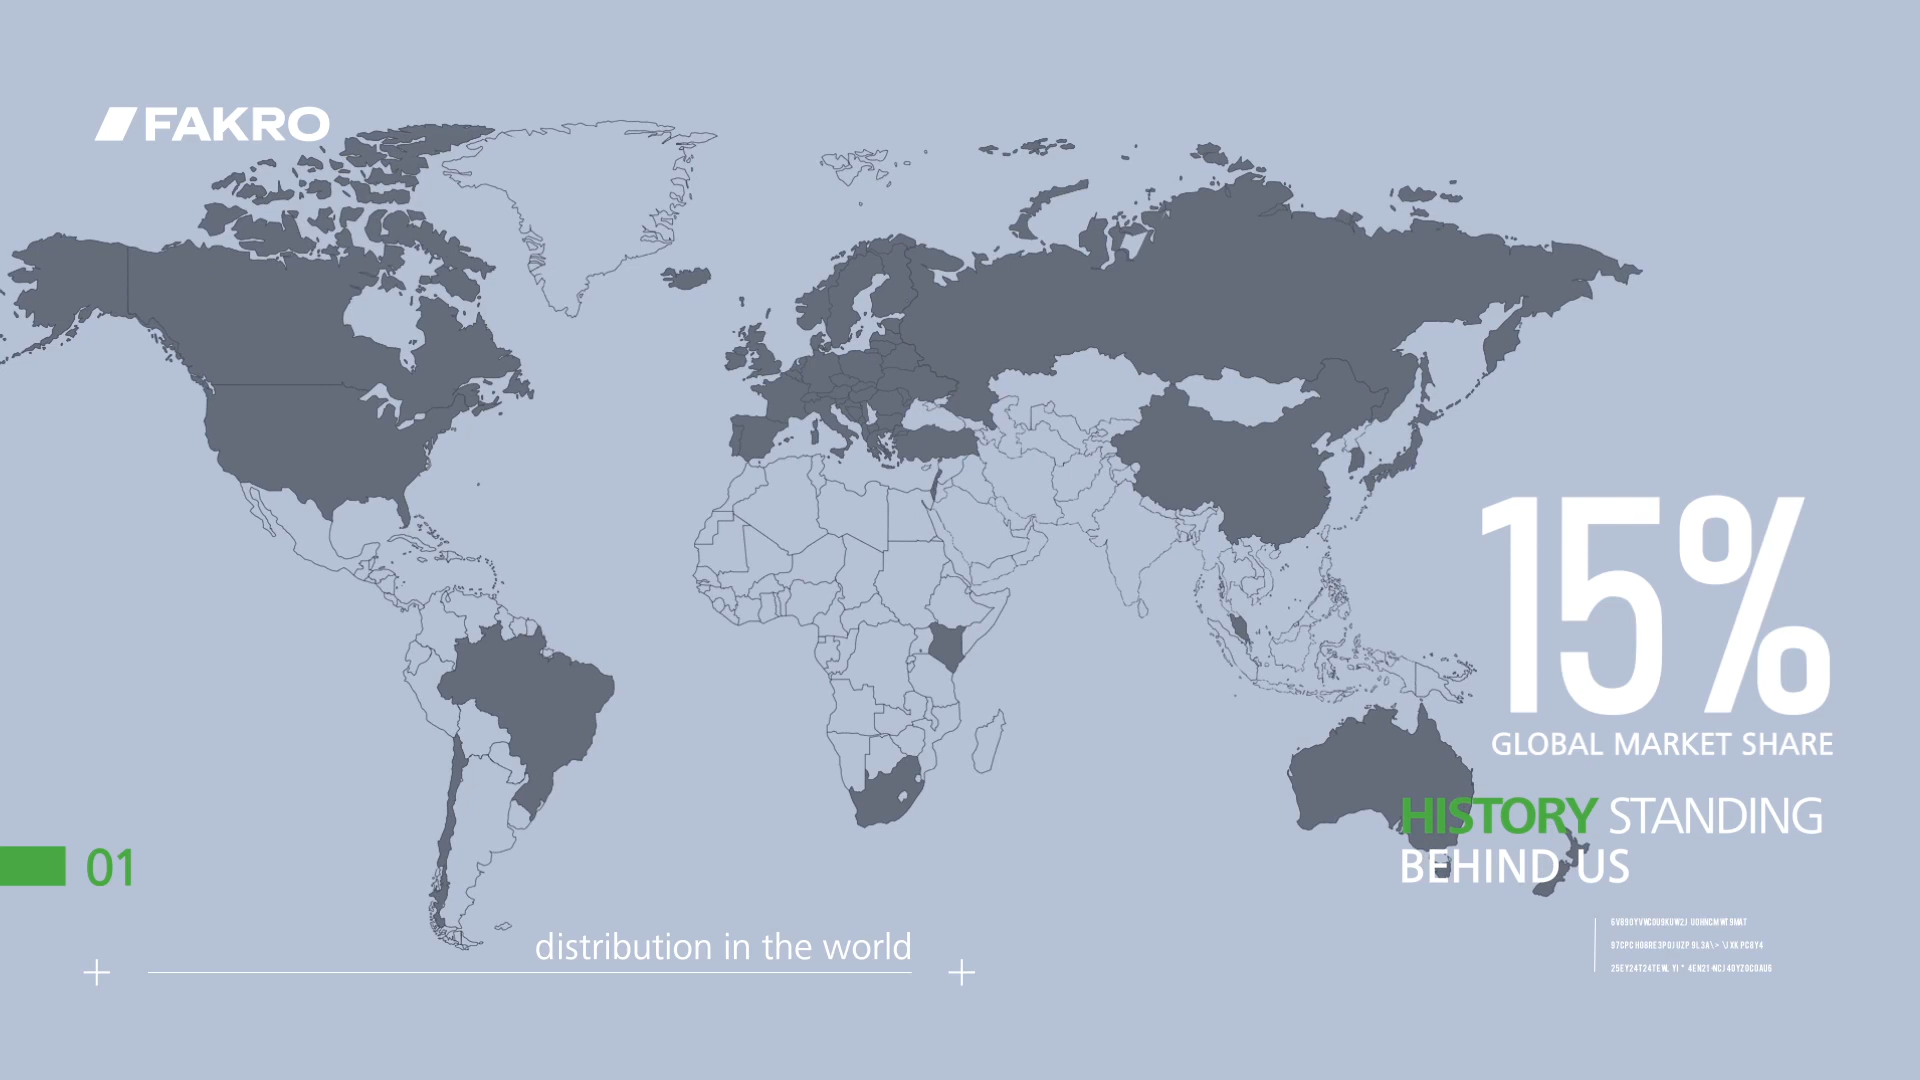 FAKRO
15%
GLOBAL MARKET SHARE
HISTORY STANDING
BEHIND US
01
distribution in the world